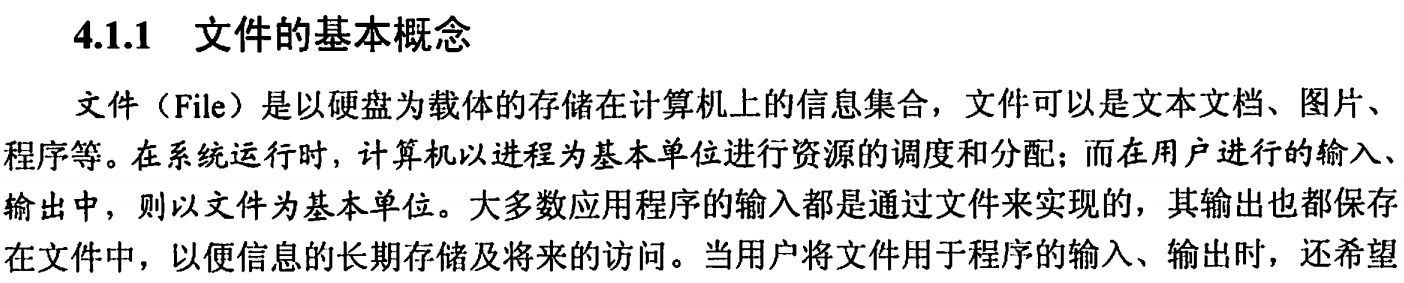 4.1.1 文件的基本概念
文件（File）是以硬盘为载体的存储在计算机上的信息集合，文件可以是文本文档、图片、
程序等。在系统运行时，计算机以进程为基本单位进行资源的调度和分配；而在用户进行的输入、
输出中，则以文件为基本单位。大多数应用程序的输入都是通过文件来实现的，其输出也都保存
在文件中，以便信息的长期存储及将来的访问。当用户将文件用于程序的输入、输出时，还希望